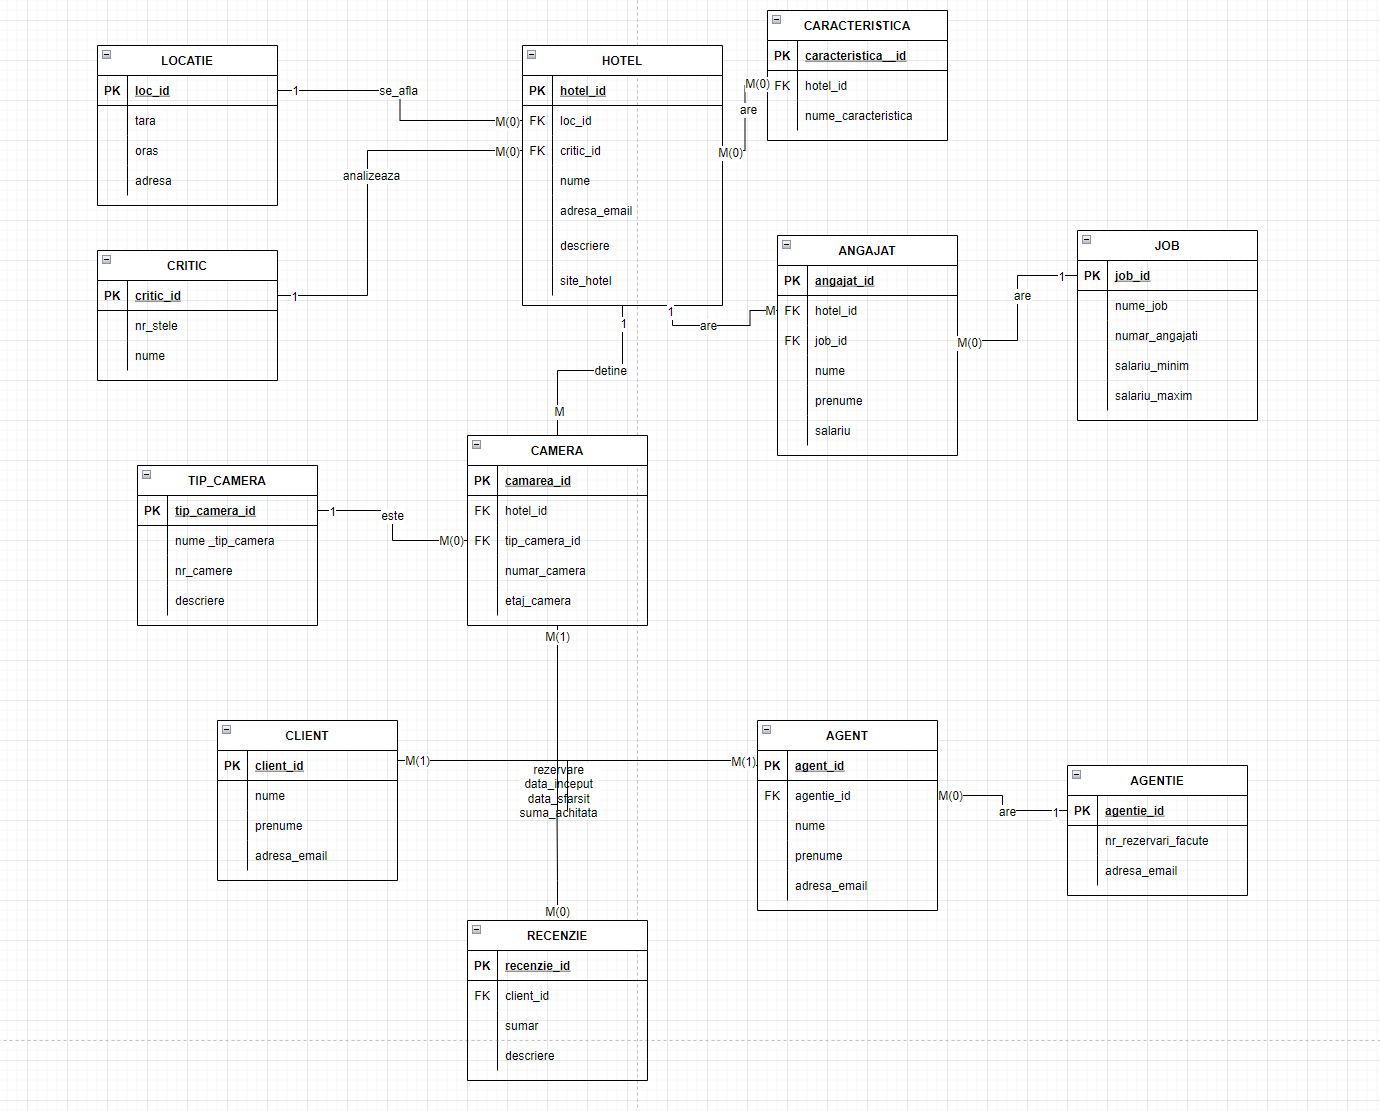 LOCATIE
PK loc_id
tara
oras
adresa
1
se_afla
M(0)
HOTEL
PK hotel_id
FK loc_id
FK critic_id
nume
adresa_email
descriere
site_hotel
M(0)
are
M(0)
CARACTERISTICA
PK caracteristica__id
FK hotel_id
nume_caracteristica
M(0)
analizeaza
1
CRITIC
PK critic_id
nr_stele
nume
1
are
M
ANGAJAT
PK angajat_id
FK hotel_id
FK job_id
nume
prenume
salariu
M(0)
are
1
JOB
PK job_id
nume_job
numar_angajati
salariu_minim
salariu_maxim
1
detine
M
CAMERA
PK camarea_id
FK hotel_id
FK tip_camera_id
numar_camera
etaj_camera
TIP_CAMERA
PK tip_camera_id
nume _tip_camera
nr_camere
descriere
1
este
M(0)
M(1)
CLIENT
PK client_id
nume
prenume
adresa_email
M(1)
rezervare
data_inceput
data_sfarsit
suma_achitata
M(1)
AGENT
PK agent_id
FK agentie_id
nume
prenume
adresa_email
M(0)
are
1
AGENTIE
PK agentie_id
nr_rezervari_facute
adresa_email
M(0)
RECENZIE
PK recenzie_id
FK client_id
sumar
descriere